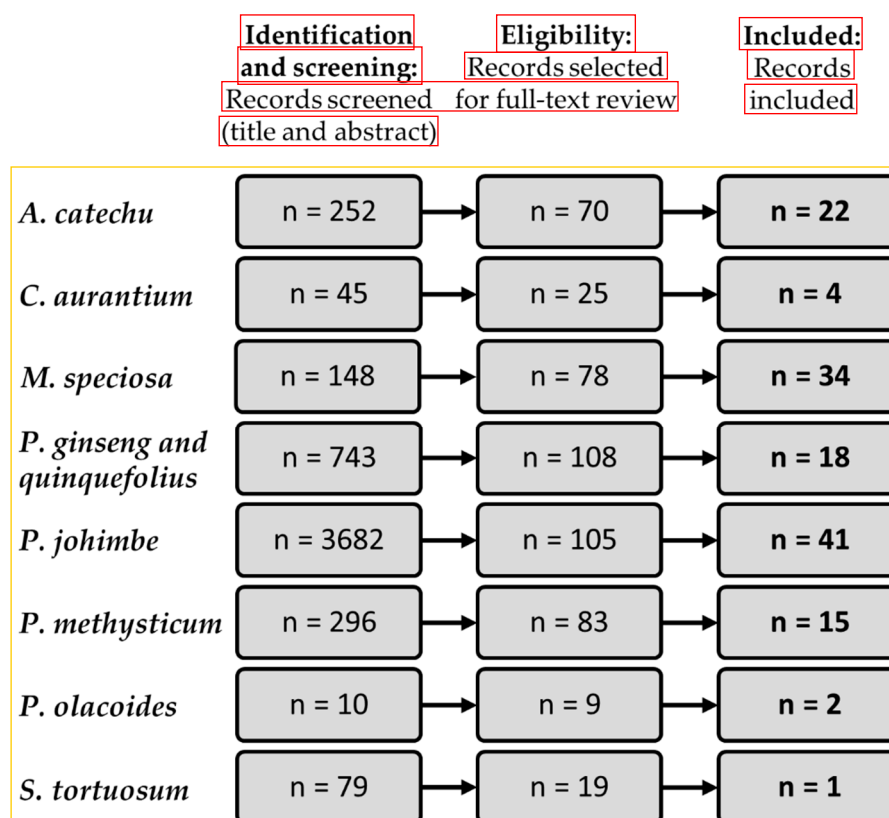 Identification
and screening:
Records screened
(title and abstract)
Eligibility:
Records selected
for full-text review
Included:
Records
included
A. catechu
n = 252
n = 70
n = 22
C. aurantium
n = 45
n = 25
n = 4
M. speciosa
n = 148
n = 78
n = 34
P. ginseng and
quinquefolius
n = 743
n = 108
n = 18
P. johimbe
n = 3682
n = 105
n = 41
P. methysticum
n = 296
n = 83
n = 15
P. olacoides
n = 10
n = 9
n = 2
S. tortuosum
n = 79
n = 19
n = 1